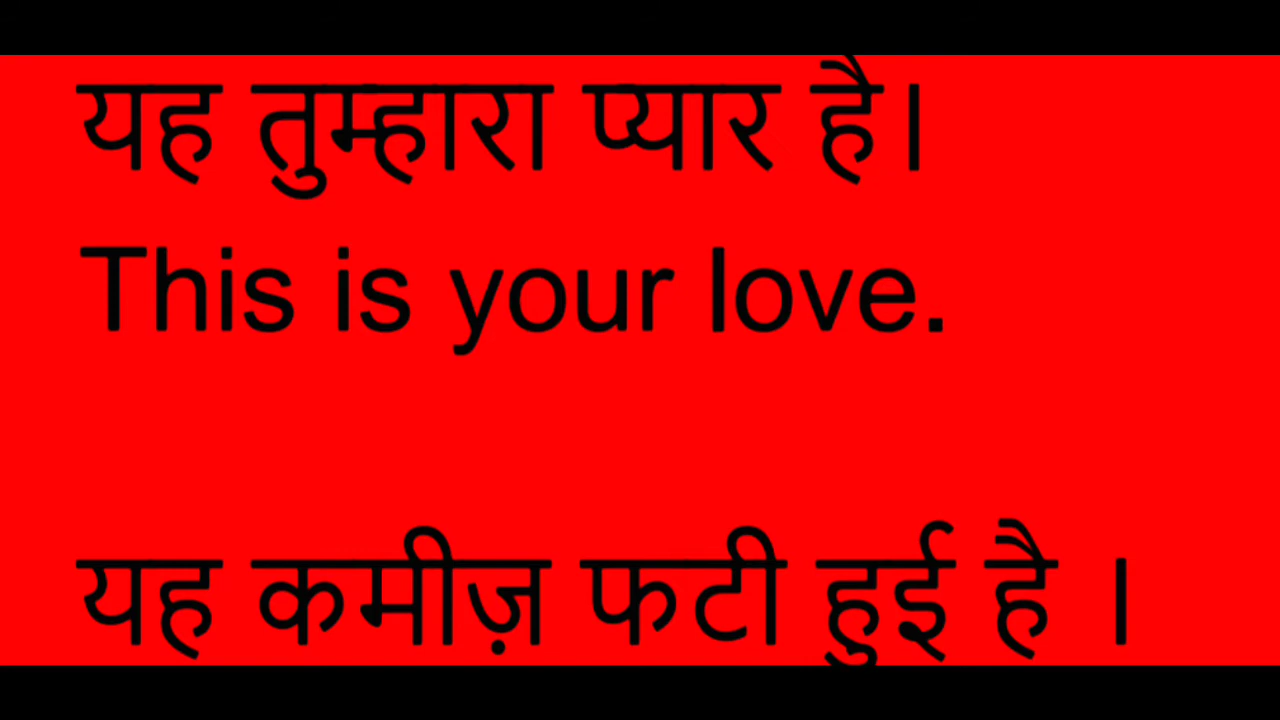 यह तुम्हारा प्यार है।
This is your love.
यह कमीज़ फटी हुई है ।